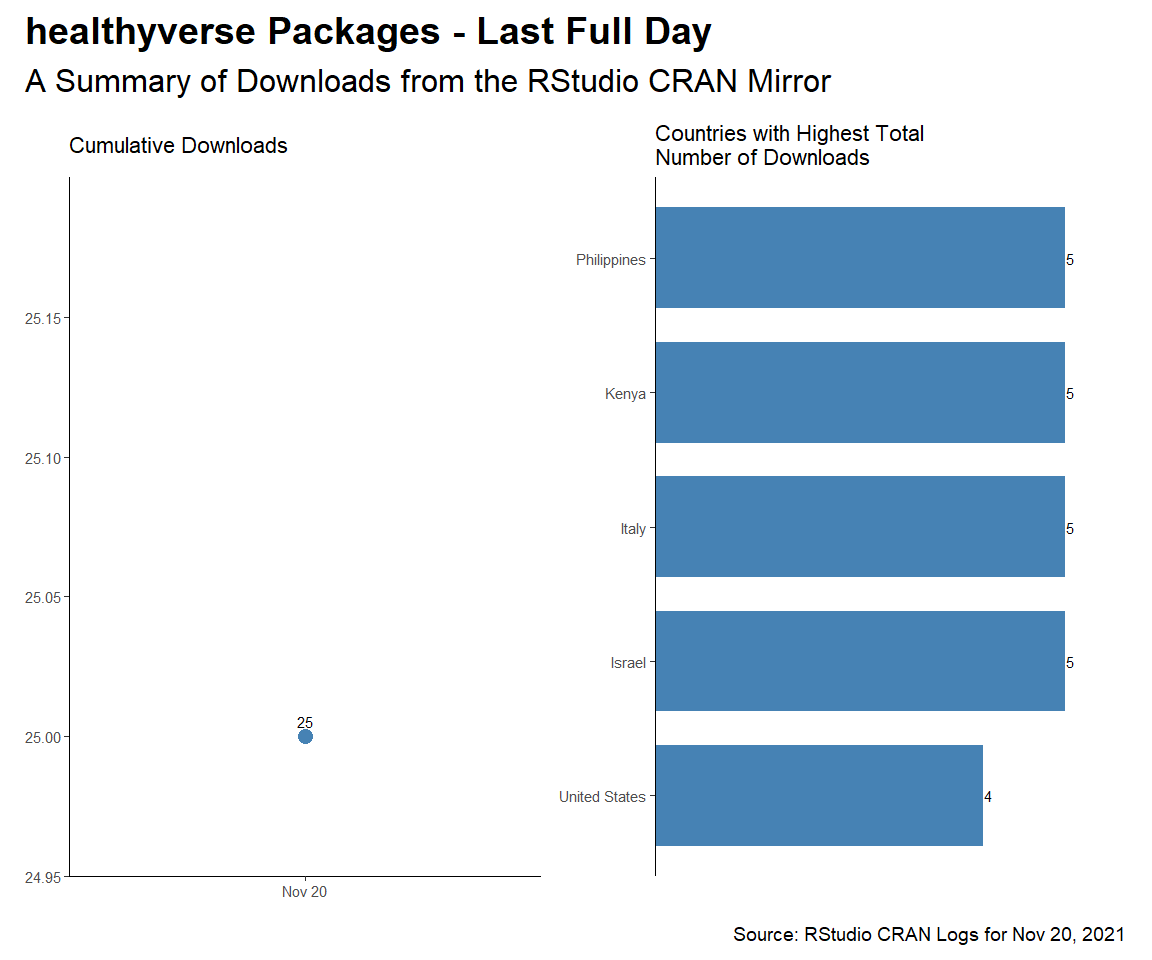 healthyverse Packages - Last Full Day
A Summary of Downloads from the RStudio CRAN Mirror
Cumulative Downloads
25.15
25.10
25.05
25.00
24.95
25
Nov 20
Countries with Highest Total
Number of Downloads
Philippines 5
Kenya 5
Italy 5
Israel 5
United States 4
Source: RStudio CRAN Logs for Nov 20, 2021